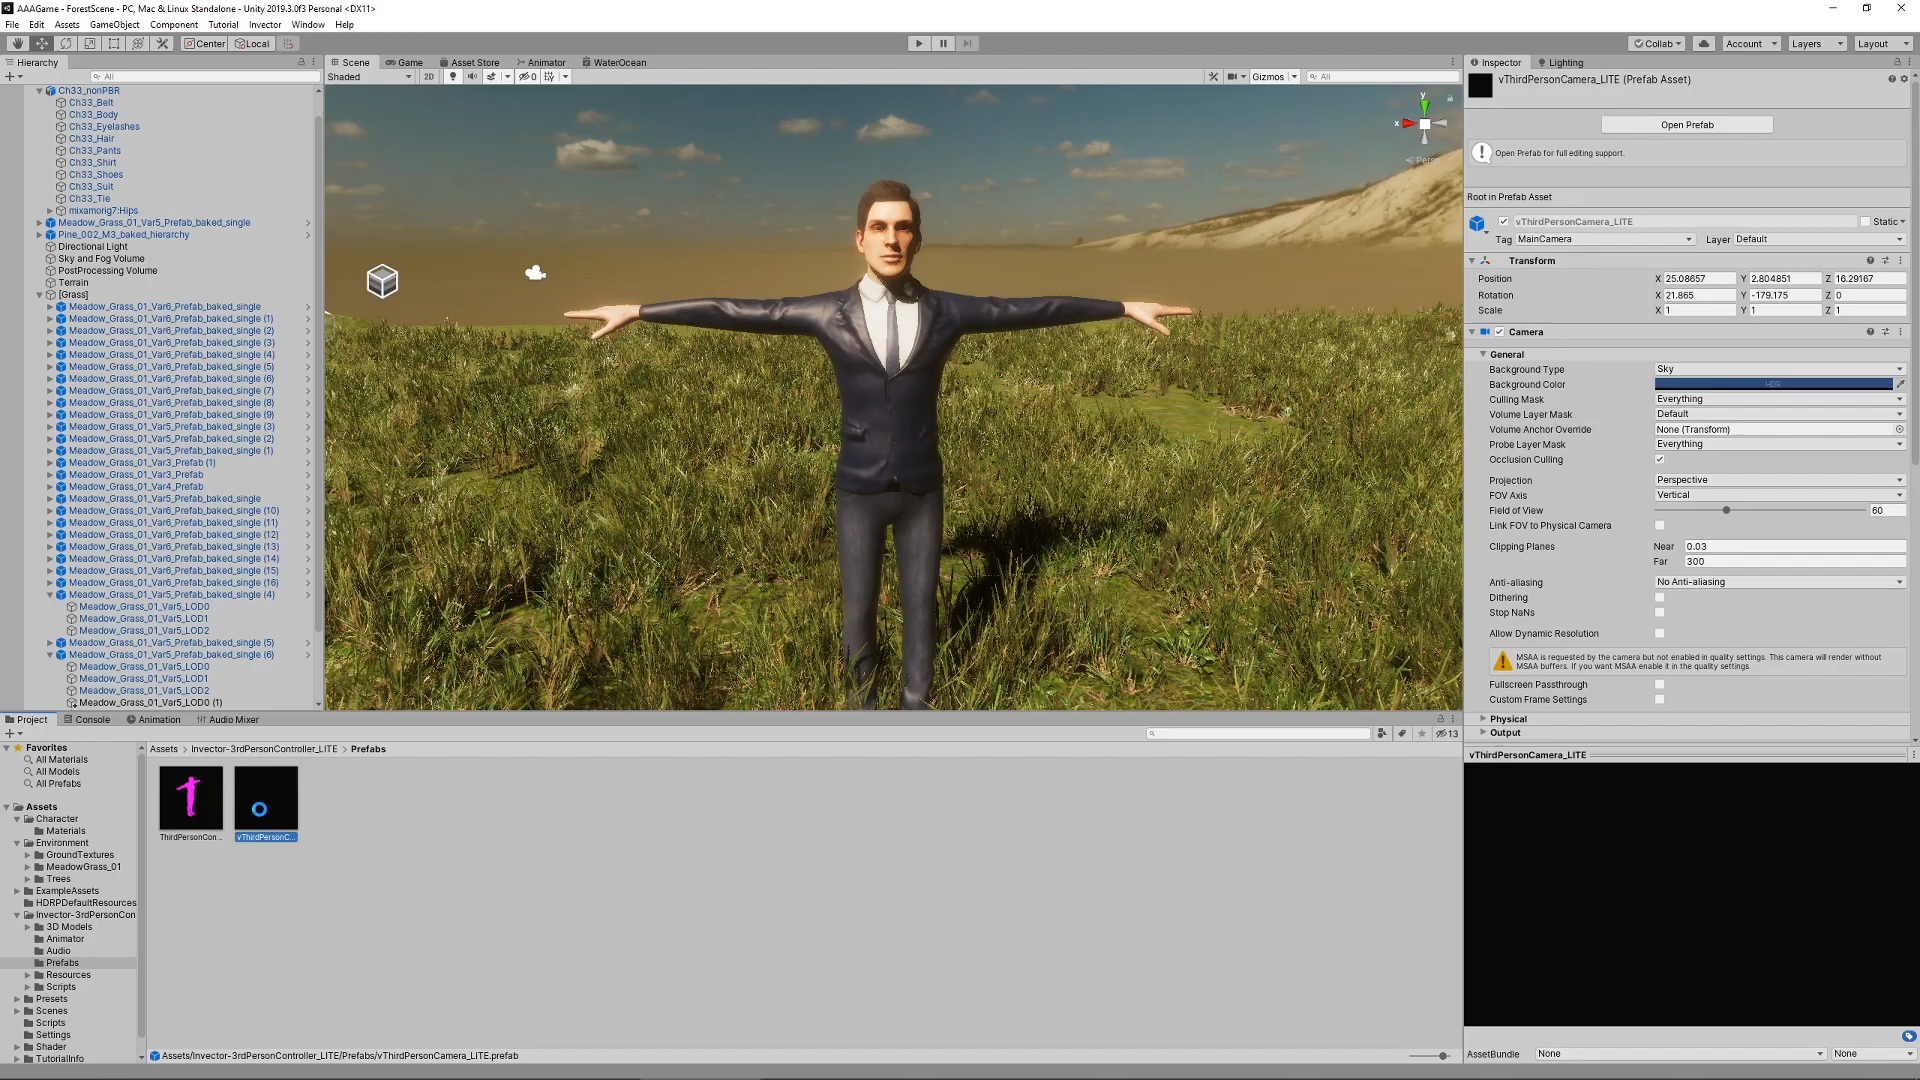 AAAGame - ForestScene - PC, Mac & Linux Standalone - Unity 2019.3.0f3 Personal <DX11>
File Edit Assets GameObject Component Tutorial Invector Window Help
Center Local Collab Account Layers Layout
Hierarchy
All
Ch33_nonPBR
Ch33_Belt
Ch33_Body
Ch33_Eyelashes
Ch33_Hair
Ch33_Pants
Ch33_Shirt
Ch33_Shoes
Ch33_Suit
Ch33_Tie
mixamorig7:Hips
Meadow_Grass_01_Var5_Prefab_baked_single
Pine_002_M3_baked_hierarchy
Directional Light
Sky and Fog Volume
PostProcessing Volume
Terrain
[Grass]
Meadow_Grass_01_Var6_Prefab_baked_single
Meadow_Grass_01_Var6_Prefab_baked_single (1)
Meadow_Grass_01_Var6_Prefab_baked_single (2)
Meadow_Grass_01_Var6_Prefab_baked_single (3)
Meadow_Grass_01_Var6_Prefab_baked_single (4)
Meadow_Grass_01_Var6_Prefab_baked_single (5)
Meadow_Grass_01_Var6_Prefab_baked_single (6)
Meadow_Grass_01_Var6_Prefab_baked_single (7)
Meadow_Grass_01_Var6_Prefab_baked_single (8)
Meadow_Grass_01_Var6_Prefab_baked_single (9)
Meadow_Grass_01_Var5_Prefab_baked_single (3)
Meadow_Grass_01_Var5_Prefab_baked_single (2)
Meadow_Grass_01_Var5_Prefab_baked_single (1)
Meadow_Grass_01_Var3_Prefab (1)
Meadow_Grass_01_Var3_Prefab
Meadow_Grass_01_Var4_Prefab
Meadow_Grass_01_Var5_Prefab_baked_single
Meadow_Grass_01_Var6_Prefab_baked_single (10)
Meadow_Grass_01_Var6_Prefab_baked_single (11)
Meadow_Grass_01_Var6_Prefab_baked_single (12)
Meadow_Grass_01_Var6_Prefab_baked_single (13)
Meadow_Grass_01_Var6_Prefab_baked_single (14)
Meadow_Grass_01_Var6_Prefab_baked_single (15)
Meadow_Grass_01_Var6_Prefab_baked_single (16)
Meadow_Grass_01_Var5_Prefab_baked_single (4)
Meadow_Grass_01_Var5_LOD0
Meadow_Grass_01_Var5_LOD1
Meadow_Grass_01_Var5_LOD2
Meadow_Grass_01_Var5_Prefab_baked_single (5)
Meadow_Grass_01_Var5_Prefab_baked_single (6)
Meadow_Grass_01_Var5_LOD0
Meadow_Grass_01_Var5_LOD1
Meadow_Grass_01_Var5_LOD2
Meadow_Grass_01_Var5_LOD0 (1)
Scene Game Asset Store Animator WaterOcean
Shaded 2D 0 Gizmos All
y
x
Persp
Inspector Lighting
vThirdPersonCamera_LITE (Prefab Asset)
Open Prefab
Open Prefab for full editing support.
Root in Prefab Asset
vThirdPersonCamera_LITE Static
Tag MainCamera Layer Default
Transform
Position X 25.08657 Y 2.804851 Z 16.29167
Rotation X 21.865 Y -179.175 Z 0
Scale X 1 Y 1 Z 1
Camera
General
Background Type Sky
Background Color HDR
Culling Mask Everything
Volume Layer Mask Default
Volume Anchor Override None (Transform)
Probe Layer Mask Everything
Occlusion Culling
Projection Perspective
FOV Axis Vertical
Field of View 60
Link FOV to Physical Camera
Clipping Planes Near 0.03
Far 300
Anti-aliasing No Anti-aliasing
Dithering
Stop NaNs
Allow Dynamic Resolution
MSAA is requested by the camera but not enabled in quality settings. This camera will render without
MSAA buffers. If you want MSAA enable it in the quality settings.
Fullscreen Passthrough
Custom Frame Settings
Physical
Output
vThirdPersonCamera_LITE
AssetBundle None None
Project Console Animation Audio Mixer
13
Favorites
All Materials
All Models
All Prefabs
Assets
Character
Materials
Environment
GroundTextures
MeadowGrass_01
Trees
ExampleAssets
HDRPDefaultResources
Invector-3rdPersonCon
3D Models
Animator
Audio
Prefabs
Resources
Scripts
Presets
Scenes
Scripts
Settings
Shader
TutorialInfo
Assets > Invector-3rdPersonController_LITE > Prefabs
ThirdPersonCon...
vThirdPersonC...
Assets/Invector-3rdPersonController_LITE/Prefabs/vThirdPersonCamera_LITE.prefab